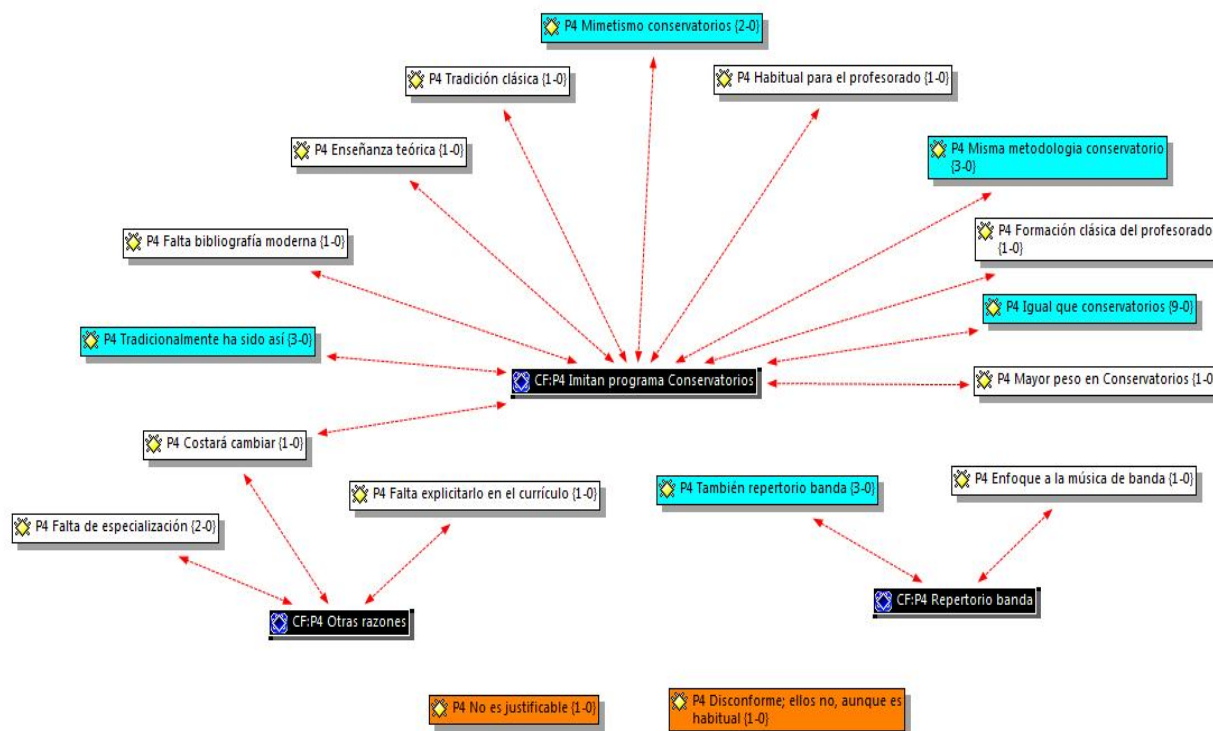 P4 Mimetismo conservatorios {2-0}
P4 Tradición clásica {1-0}
P4 Habitual para el profesorado {1-0}
P4 Enseñanza teórica {1-0}
P4 Misma metodologia conservatorio
{3-0}
P4 Falta bibliografía moderna {1-0}
P4 Formación clásica del profesorado
{1-0}
P4 Igual que conservatorios {9-0}
P4 Tradicionalmente ha sido así {3-0}
CF:P4 Imitan programa Conservatorios
P4 Mayor peso en Conservatorios {1-0
P4 Costará cambiar {1-0}
P4 Falta explicitarlo en el currículo {1-0}
P4 También repertorio banda {3-0}
P4 Enfoque a la música de banda {1-0}
P4 Falta de especialización {2-0}
CF:P4 Otras razones
CF:P4 Repertorio banda
P4 No es justificable {1-0}
P4 Disconforme; ellos no, aunque es
habitual {1-0}